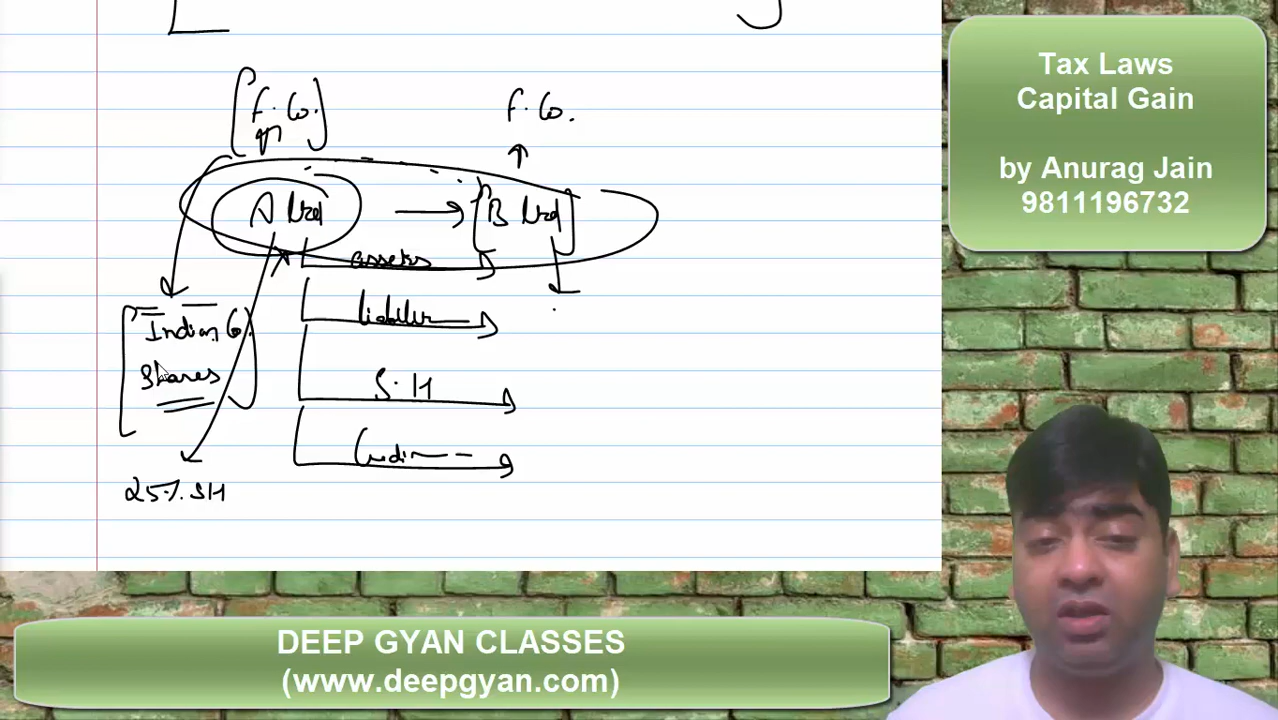 Tax Laws
Capital Gain
by Anurag Jain
9811196732
F. Co.
F. Co.
A Ltd
B Ltd
assets
Indian Co.
Shares
S.H
25% SH
DEEP GYAN CLASSES
(www.deepgyan.com)